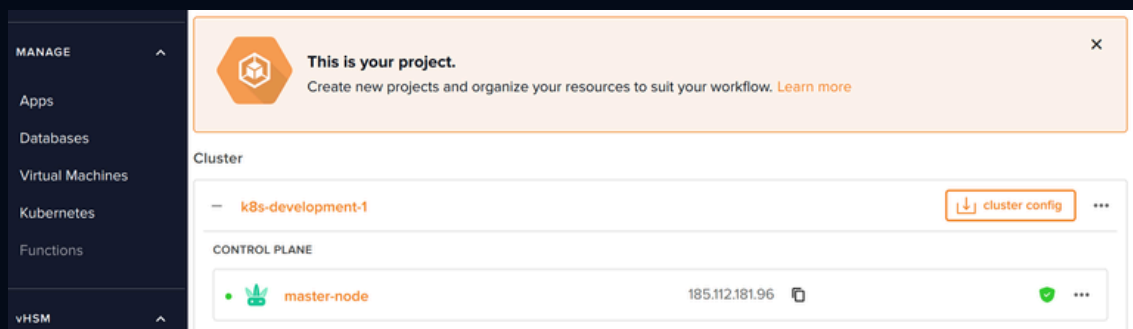 MANAGE
Apps
Databases
Virtual Machines
Kubernetes
Functions
vHSM
This is your project.
Create new projects and organize your resources to suit your workflow. Learn more
Cluster
k8s-development-1
cluster config
CONTROL PLANE
master-node
185.112.181.96